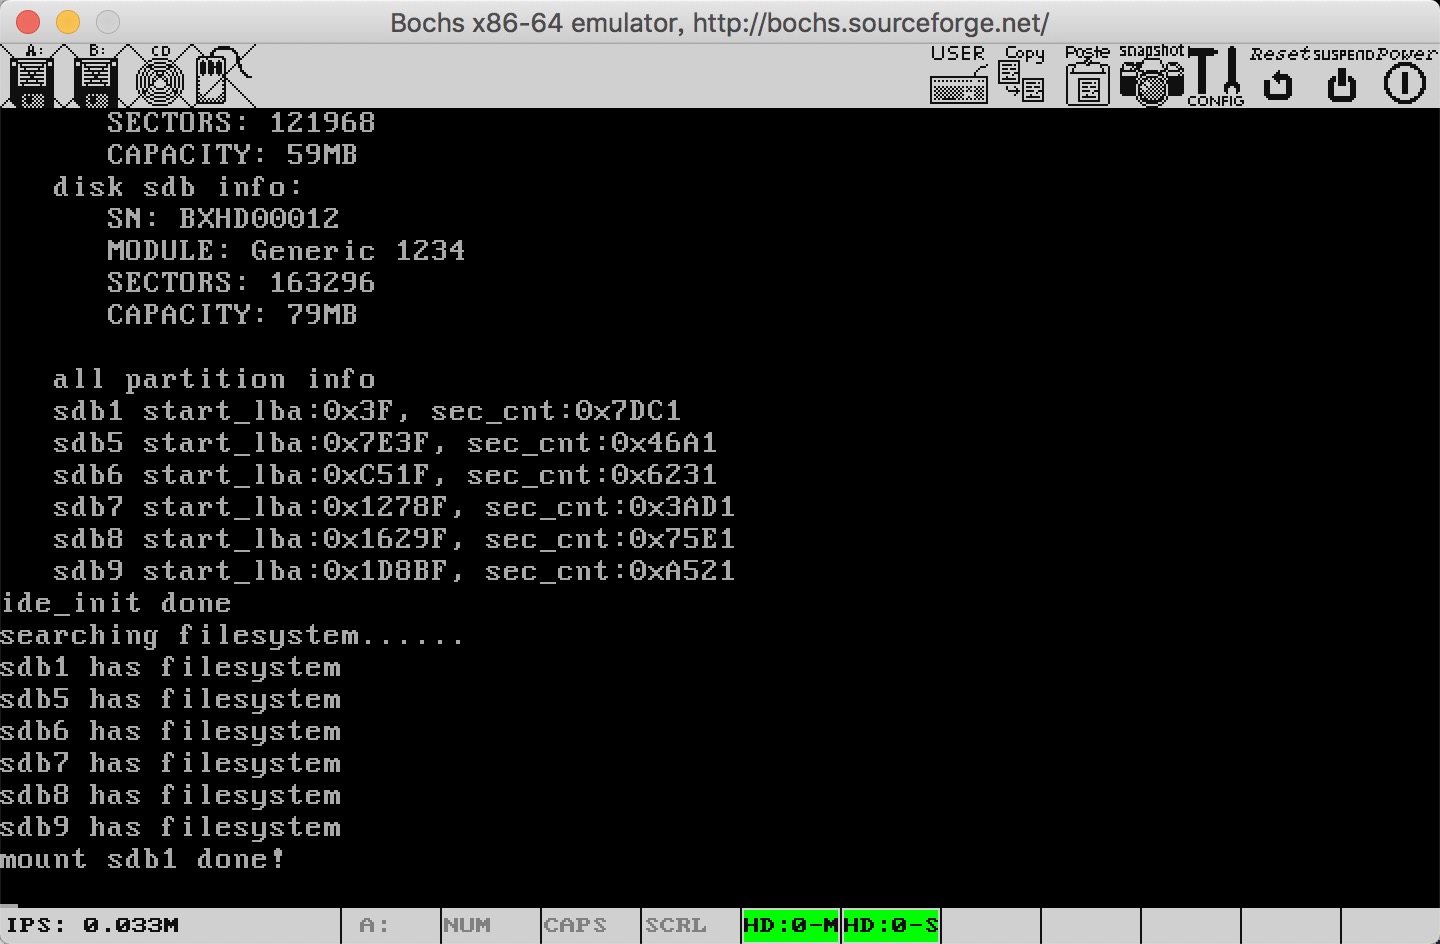 Bochs x86-64 emulator, http://bochs.sourceforge.net/
A: B: CD USER Copy Paste snapshot CONFIG Reset SUSPEND Power
SECTORS: 121968
CAPACITY: 59MB
disk sdb info:
SN: BXHD00012
MODULE: Generic 1234
SECTORS: 163296
CAPACITY: 79MB
all partition info
sdb1 start_lba:0x3F, sec_cnt:0x7DC1
sdb5 start_lba:0x7E3F, sec_cnt:0x46A1
sdb6 start_lba:0xC51F, sec_cnt:0x6231
sdb7 start_lba:0x1278F, sec_cnt:0x3AD1
sdb8 start_lba:0x1629F, sec_cnt:0x75E1
sdb9 start_lba:0x1D8BF, sec_cnt:0xA521
ide_init done
searching filesystem......
sdb1 has filesystem
sdb5 has filesystem
sdb6 has filesystem
sdb7 has filesystem
sdb8 has filesystem
sdb9 has filesystem
mount sdb1 done!
IPS: 0.033M A: NUM CAPS SCRL HD:0-M HD:0-S